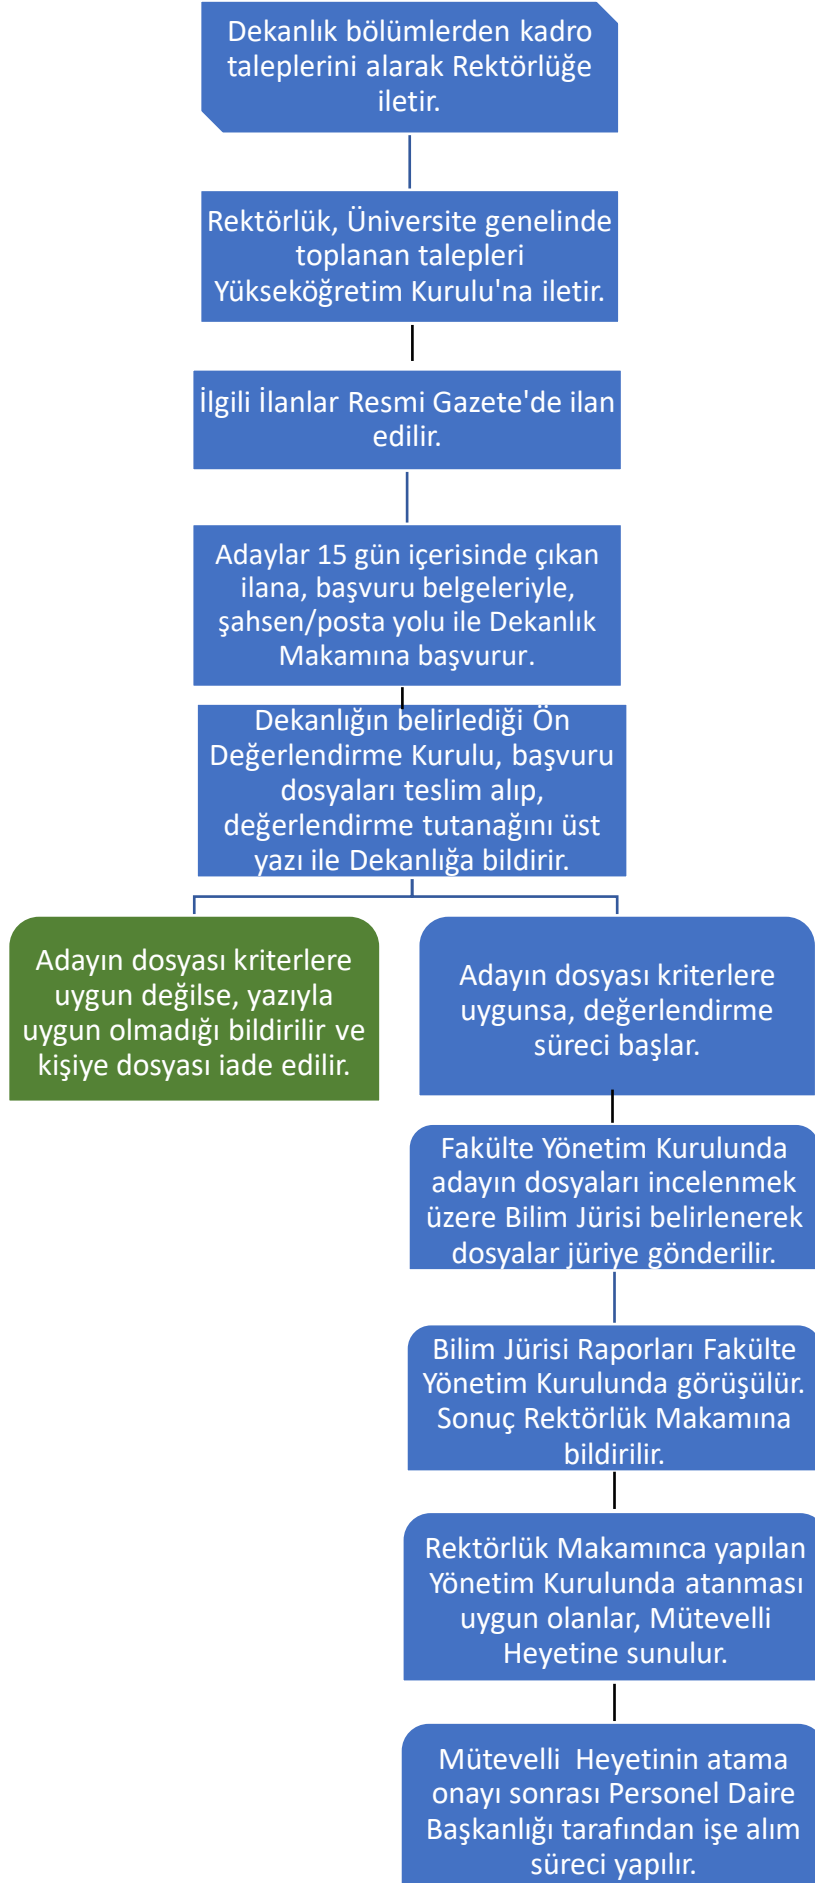 Dekanlık bölümlerden kadro
taleplerini alarak Rektörlüğe
iletir.
Rektörlük, Üniversite genelinde
toplanan talepleri
Yükseköğretim Kurulu'na iletir.
İlgili İlanlar Resmi Gazete'de ilan
edilir.
Adaylar 15 gün içerisinde çıkan
ilana, başvuru belgeleriyle,
şahsen/posta yolu ile Dekanlık
Makamına başvurur.
Dekanlığın belirlediği Ön
Değerlendirme Kurulu, başvuru
dosyaları teslim alıp,
değerlendirme tutanağını üst
yazı ile Dekanlığa bildirir.
Adayın dosyası kriterlere
uygun değilse, yazıyla
uygun olmadığı bildirilir ve
kişiye dosyası iade edilir.
Adayın dosyası kriterlere
uygunsa, değerlendirme
süreci başlar.
Fakülte Yönetim Kurulunda
adayın dosyaları incelenmek
üzere Bilim Jürisi belirlenerek
dosyalar jüriye gönderilir.
Bilim Jürisi Raporları Fakülte
Yönetim Kurulunda görüşülür.
Sonuç Rektörlük Makamına
bildirilir.
Rektörlük Makamınca yapılan
Yönetim Kurulunda atanması
uygun olanlar, Mütevelli
Heyetine sunulur.
Mütevelli  Heyetinin atama
onayı sonrası Personel Daire
Başkanlığı tarafından işe alım
süreci yapılır.